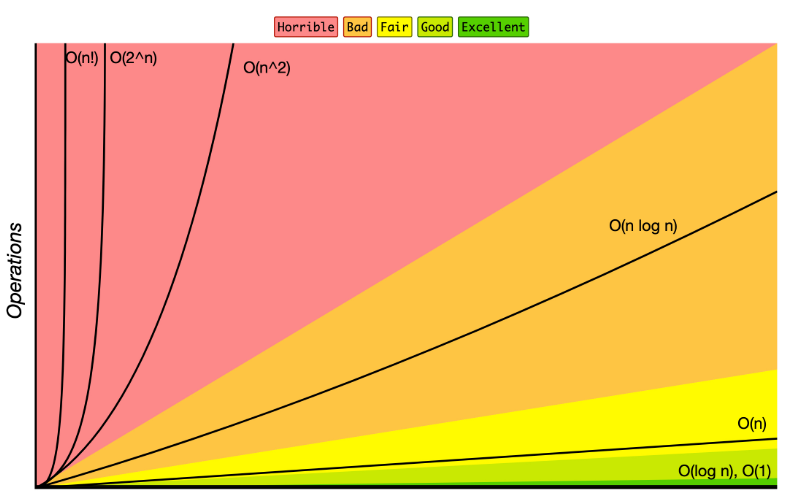 Horrible Bad Fair Good Excellent
O(n!) O(2^n)
O(n^2)
O(n log n)
Operations
O(n)
O(log n), O(1)